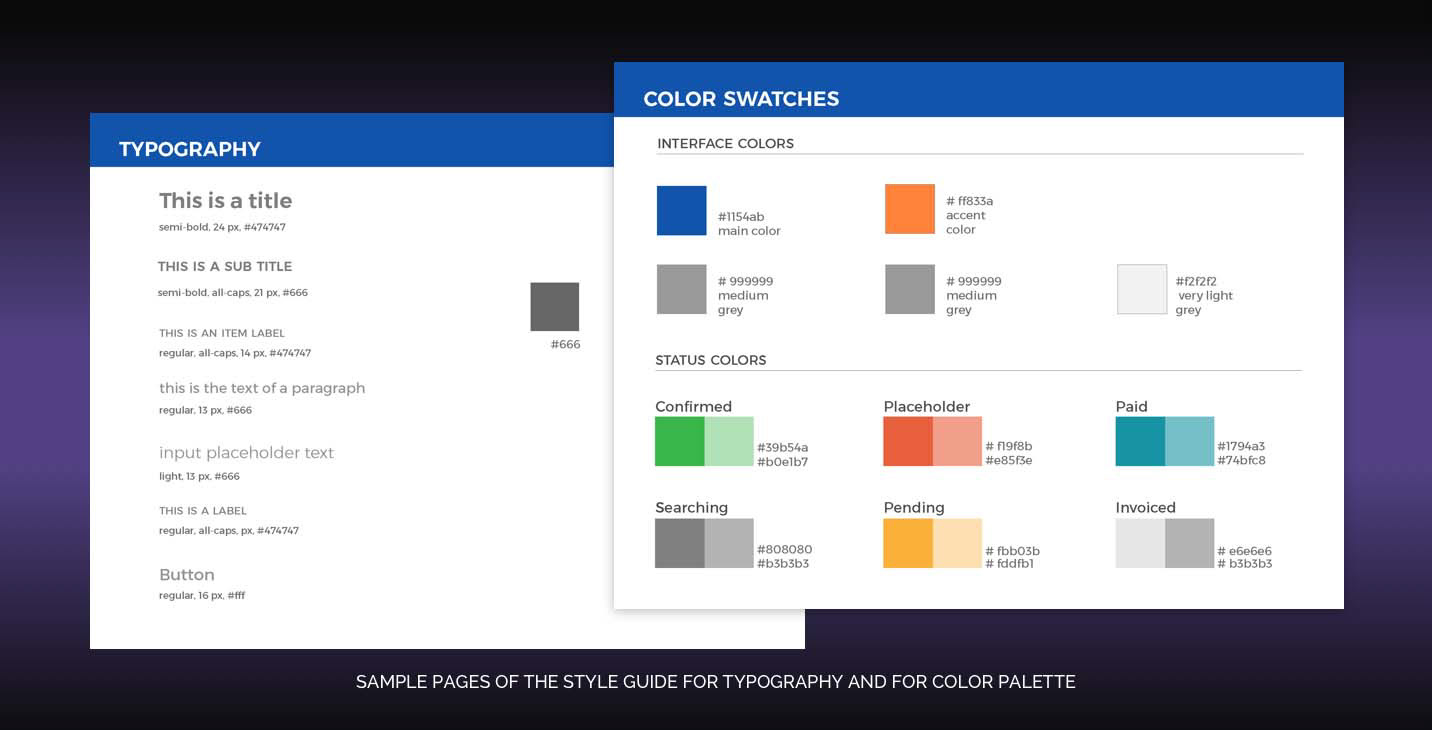 TYPOGRAPHY
This is a title
semi-bold, 24 px, #474747
THIS IS A SUB TITLE
semi-bold, all-caps, 21 px, #666
THIS IS AN ITEM LABEL
regular, all-caps, 14 px, #474747
this is the text of a paragraph
regular, 13 px, #666
input placeholder text
light, 13 px, #666
THIS IS A LABEL
regular, all-caps, px, #474747
Button
regular, 16 px, #fff
#666
COLOR SWATCHES
INTERFACE COLORS
#1154ab
main color
# ff833a
accent
color
# 999999
medium
grey
# 999999
medium
grey
#f2f2f2
very light
grey
STATUS COLORS
Confirmed
#39b54a
#b0e1b7
Placeholder
# f19f8b
#e85f3e
Paid
#1794a3
#74bfc8
Searching
#808080
#b3b3b3
Pending
# fbb03b
# fddfb1
Invoiced
# e6e6e6
# b3b3b3
SAMPLE PAGES OF THE STYLE GUIDE FOR TYPOGRAPHY AND FOR COLOR PALETTE